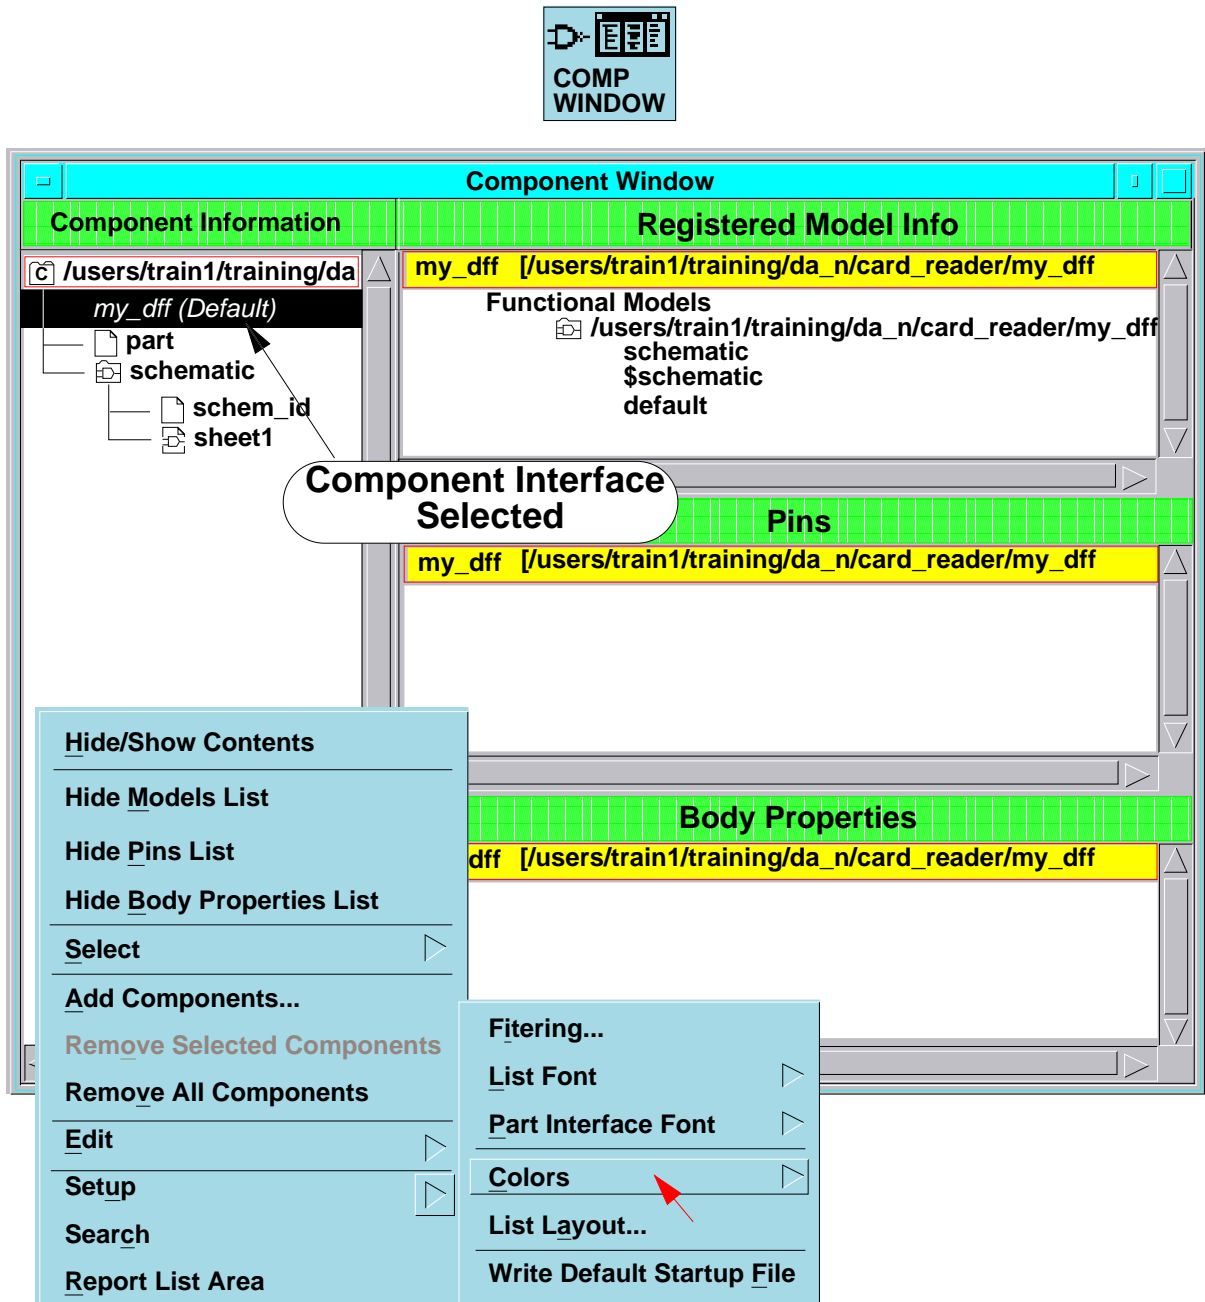 COMP
WINDOW
Component Window
Component Information
Registered Model Info
C /users/train1/training/da
my_dff (Default)
part
schematic
schem_id
sheet1
my_dff [/users/train1/training/da_n/card_reader/my_dff
Functional Models
/users/train1/training/da_n/card_reader/my_dff
schematic
$schematic
default
Component Interface
Selected
Pins
my_dff [/users/train1/training/da_n/card_reader/my_dff
Body Properties
dff [/users/train1/training/da_n/card_reader/my_dff
Hide/Show Contents
Hide Models List
Hide Pins List
Hide Body Properties List
Select
Add Components...
Remove Selected Components
Remove All Components
Edit
Setup
Search
Report List Area
Fitering...
List Font
Part Interface Font
Colors
List Layout...
Write Default Startup File